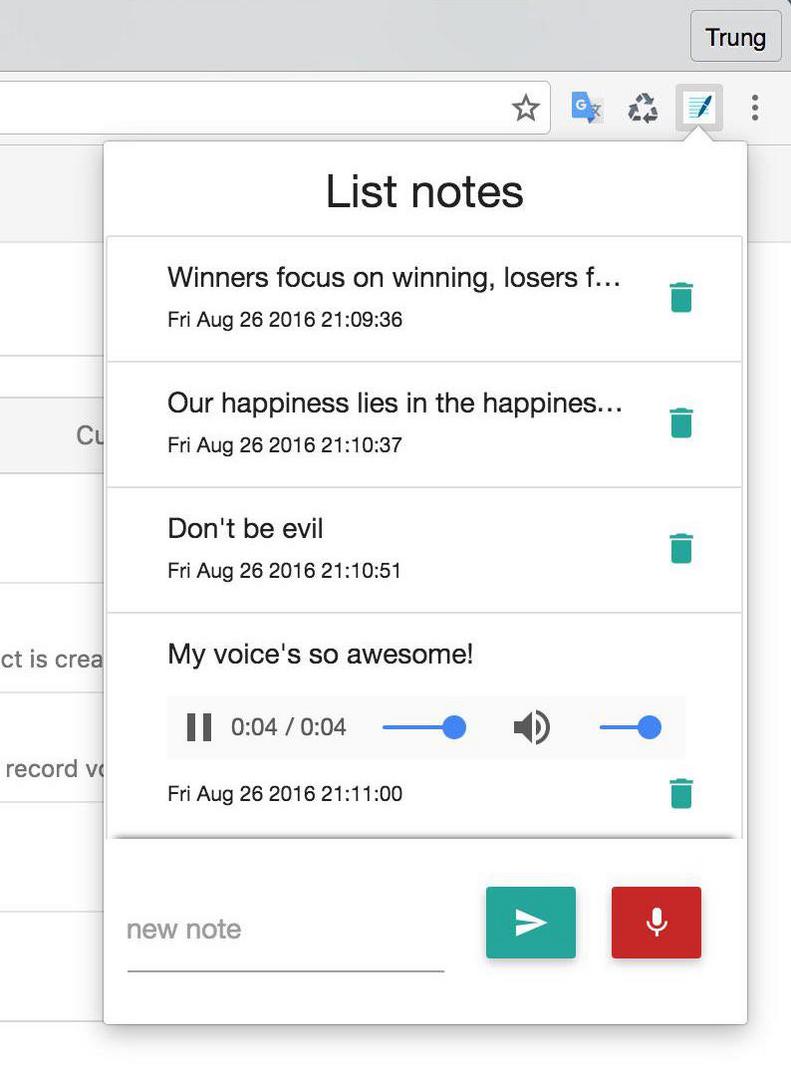 Trung
List notes
Winners focus on winning, losers f...
Fri Aug 26 2016 21:09:36
Our happiness lies in the happines...
Fri Aug 26 2016 21:10:37
Cu
Don't be evil
Fri Aug 26 2016 21:10:51
My voice's so awesome!
ct is crea
0:04 / 0:04
record vo
Fri Aug 26 2016 21:11:00
new note